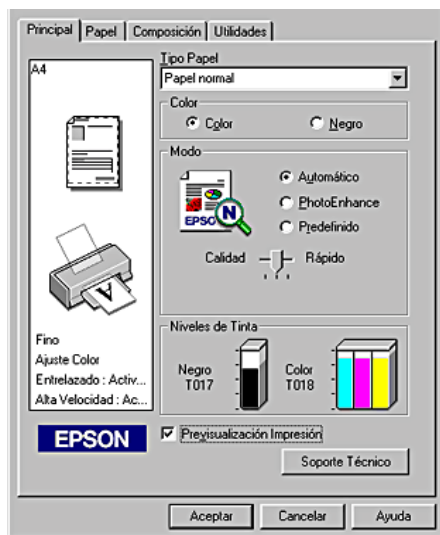 Principal Papel Composición Utilidades
A4
Tipo Papel
Papel normal
Color
Color Negro
Modo
EPSO N
Automático
PhotoEnhance
Predefinido
Calidad Rápido
Fino
Ajuste Color
Entrelazado : Activ...
Alta Velocidad : Ac...
Niveles de Tinta
Negro
T017
Color
T018
EPSON
Previsualización Impresión
Soporte Técnico
Aceptar Cancelar Ayuda